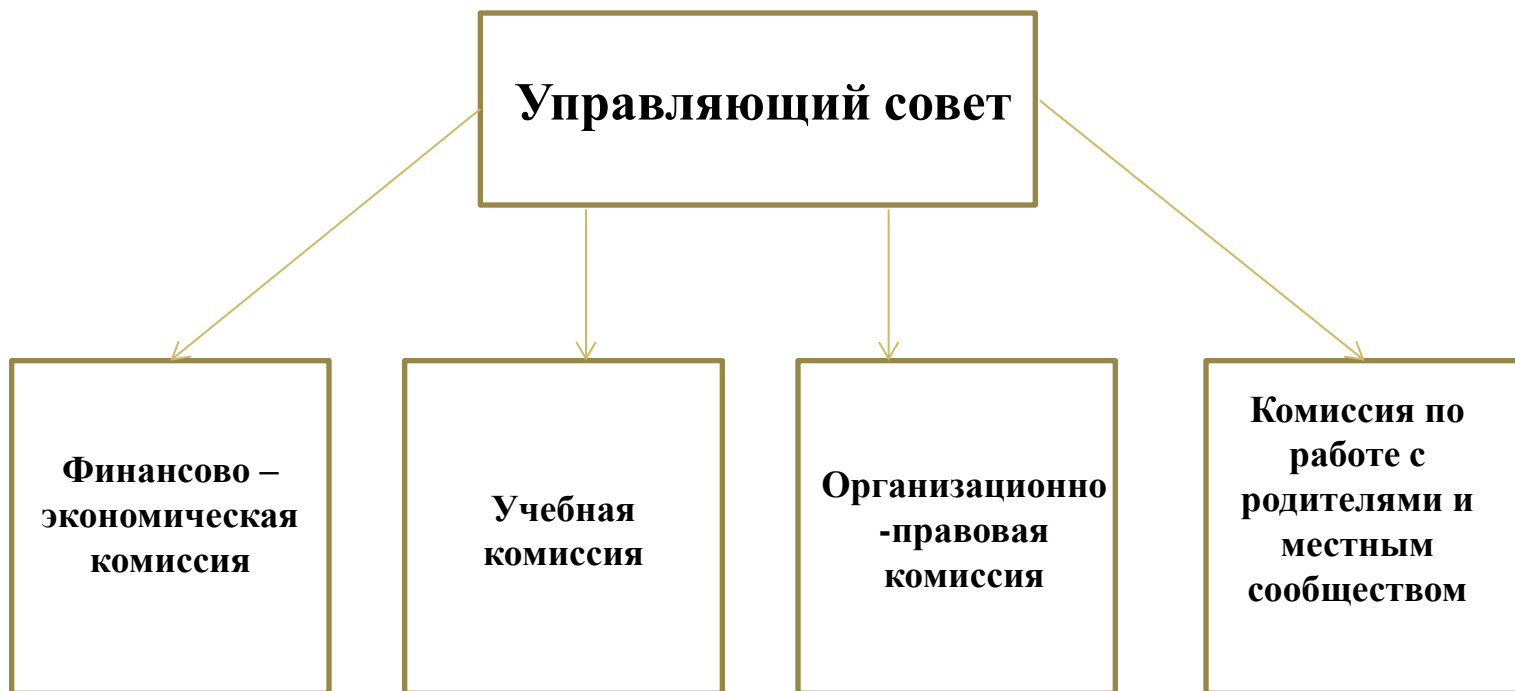 Управляющий совет
Финансово –
экономическая
комиссия
Учебная
комиссия
Организационно
-правовая
комиссия
Комиссия по
работе с
родителями и
местным
сообществом